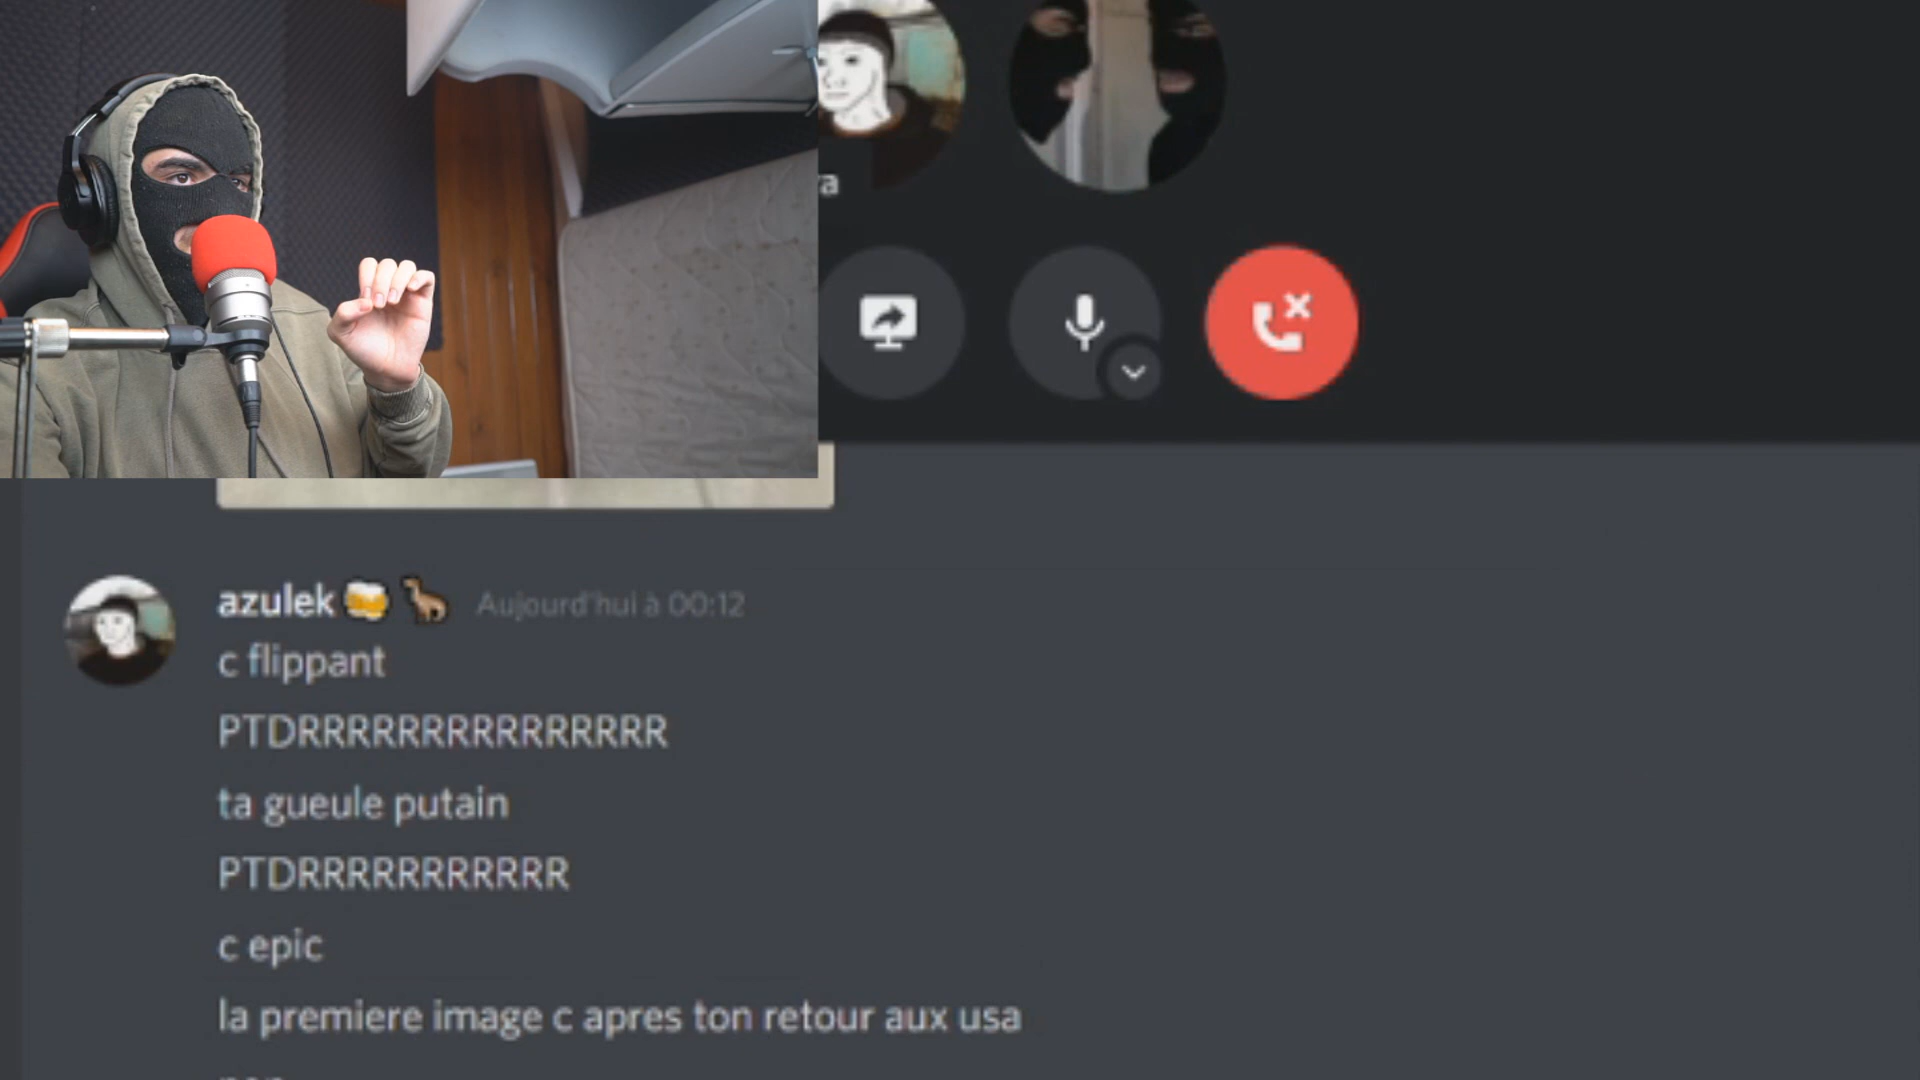 azulek Aujourd'hui à 00:12
c flippant
PTDRRRRRRRRRRRRRRR
ta gueule putain
PTDRRRRRRRRRRR
c epic
la premiere image c apres ton retour aux usa